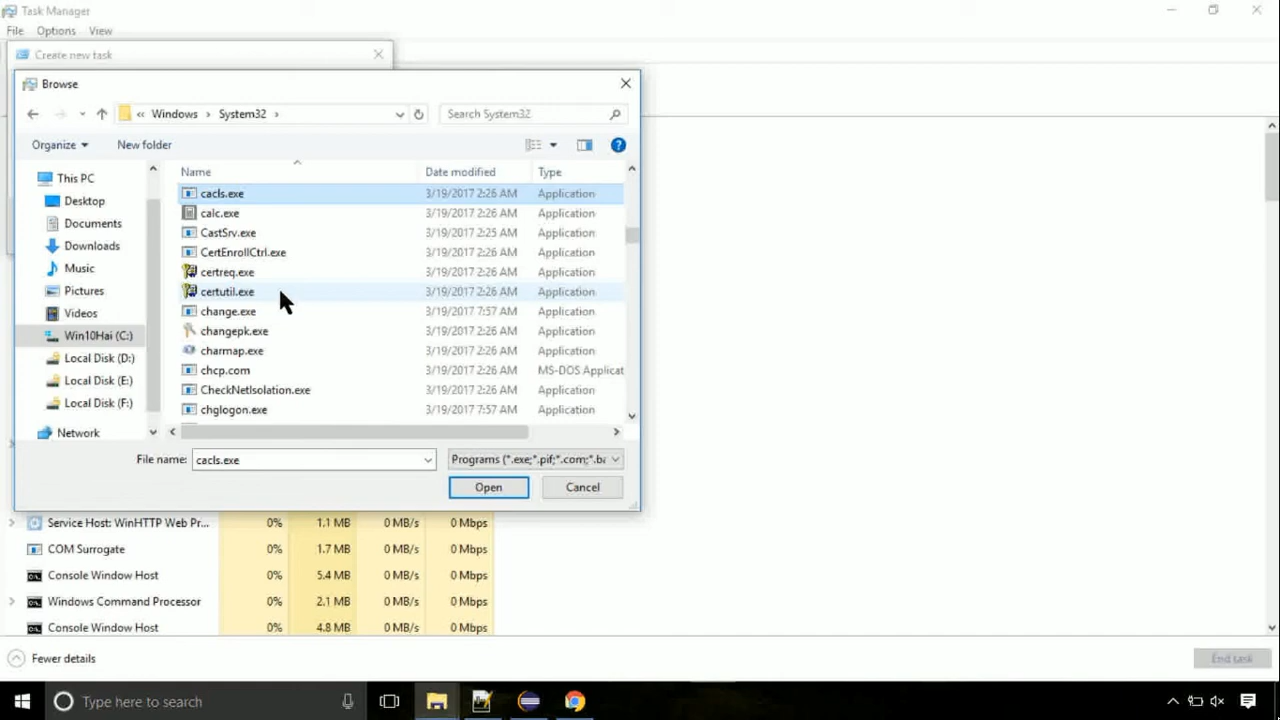 Task Manager
File Options View
Create new task
Browse
« Windows › System32 ›
Search System32
Organize New folder
Name Date modified Type
This PC
Desktop
Documents
Downloads
Music
Pictures
Videos
Win10Hai (C:)
Local Disk (D:)
Local Disk (E:)
Local Disk (F:)
Network
cacls.exe 3/19/2017 2:26 AM Application
calc.exe 3/19/2017 2:26 AM Application
CastSrv.exe 3/19/2017 2:25 AM Application
CertEnrollCtrl.exe 3/19/2017 2:26 AM Application
certreq.exe 3/19/2017 2:26 AM Application
certutil.exe 3/19/2017 2:26 AM Application
change.exe 3/19/2017 7:57 AM Application
changepk.exe 3/19/2017 2:26 AM Application
charmap.exe 3/19/2017 2:26 AM Application
chcp.com 3/19/2017 2:26 AM MS-DOS Applicat
CheckNetIsolation.exe 3/19/2017 2:26 AM Application
chglogon.exe 3/19/2017 7:57 AM Application
File name: cacls.exe Programs (*.exe;*.pif;*.com;*.ba
Open Cancel
Service Host: WinHTTP Web Pr... 0% 1.1 MB 0 MB/s 0 Mbps
COM Surrogate 0% 1.7 MB 0 MB/s 0 Mbps
Console Window Host 0% 5.4 MB 0 MB/s 0 Mbps
Windows Command Processor 0% 2.1 MB 0 MB/s 0 Mbps
Console Window Host 0% 4.8 MB 0 MB/s 0 Mbps
Fewer details End task
Type here to search